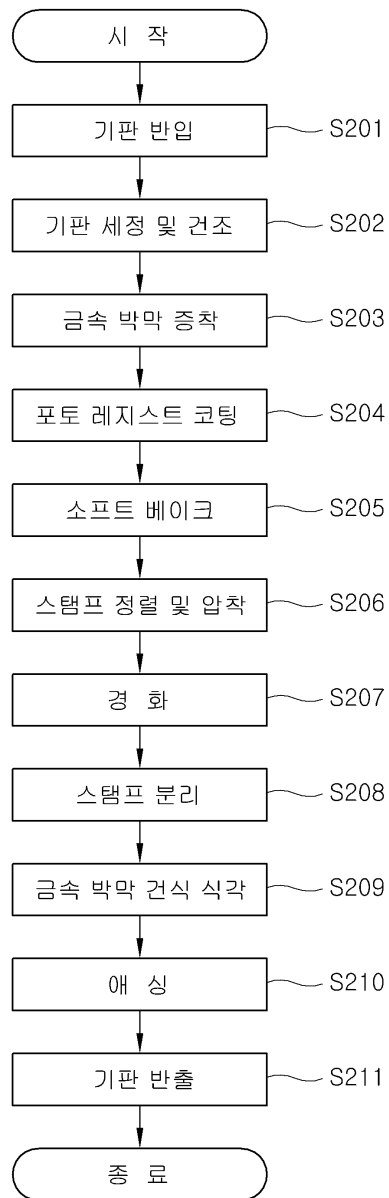 시 작
기판 반입 S201
기판 세정 및 건조 S202
금속 박막 증착 S203
포토 레지스트 코팅 S204
소프트 베이크 S205
스탬프 정렬 및 압착 S206
경 화 S207
스탬프 분리 S208
금속 박막 건식 식각 S209
애 싱 S210
기판 반출 S211
종 료